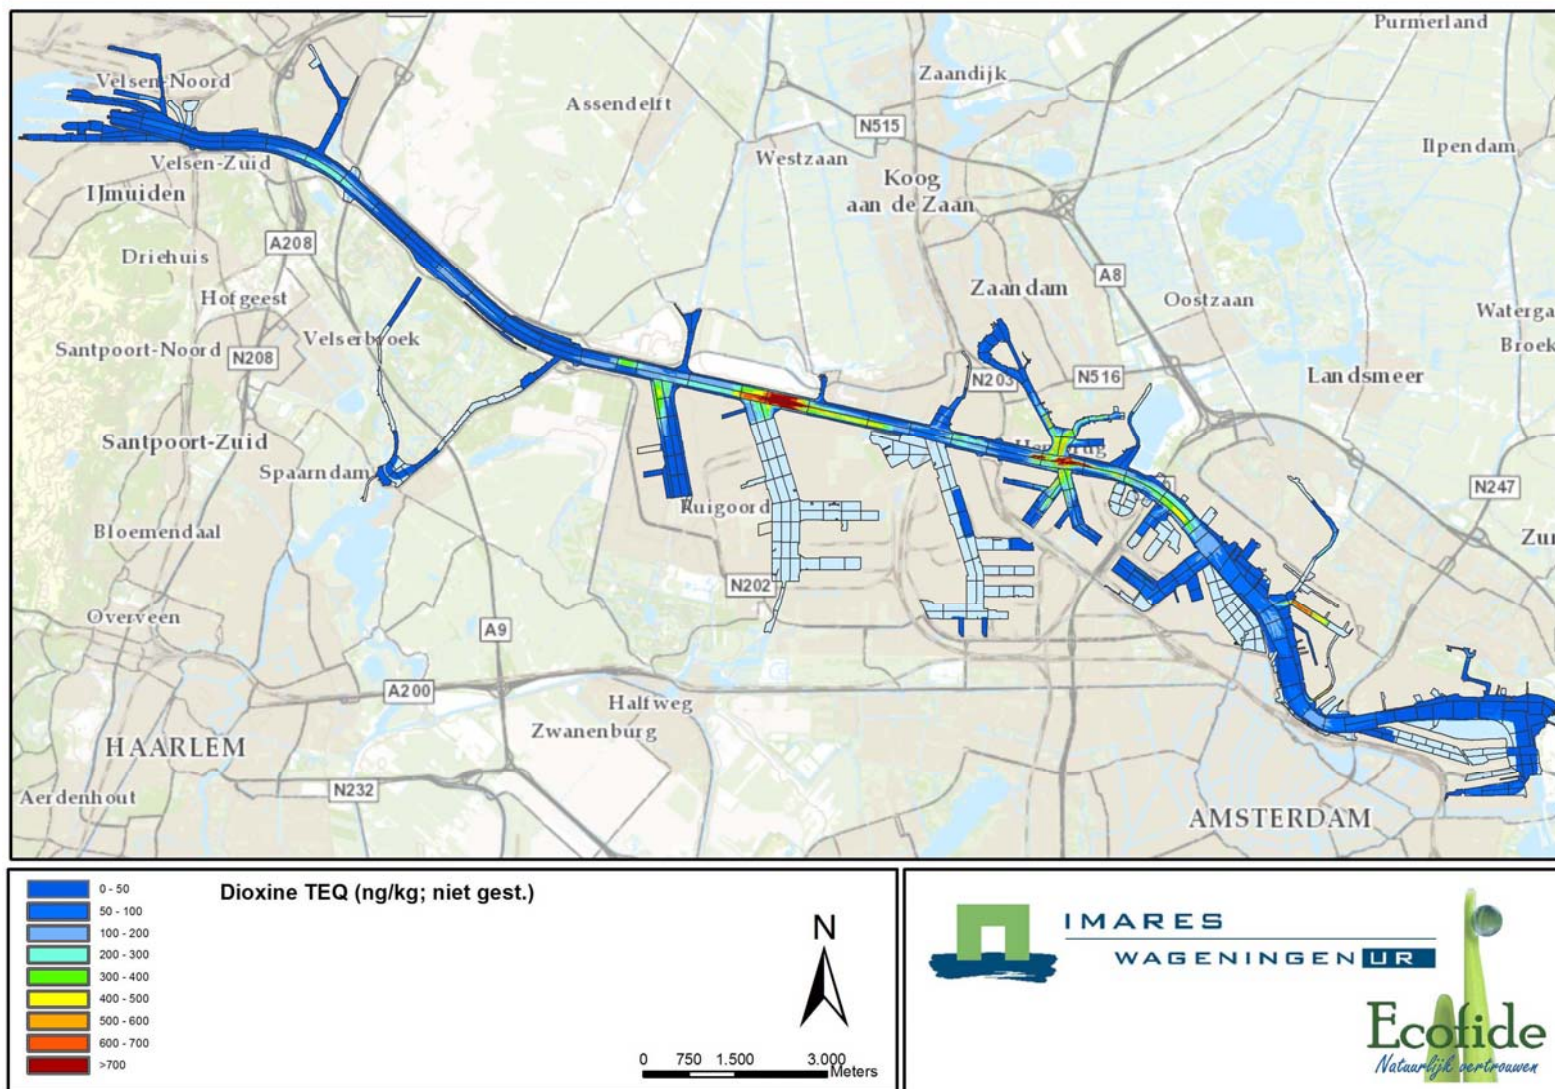 Purmerland
Velsen-Noord
Zaandijk
Assendelft
N515
Ilpendam
Velsen-Zuid
Westzaan
Koog
aan de Zaan
IJmuiden
A208
Driehuis
A8
Zaandam
Oostzaan
Hofgeest
Waterga
Velserbroek
Santpoort-Noord
N208
Broek
N203
N516
Landsmeer
Santpoort-Zuid
Spaarndam
N247
Ruigoord
Bloemendaal
Zun
N202
Overveen
A9
A200
Halfweg
Zwanenburg
HAARLEM
N232
Aerdenhout
AMSTERDAM
Dioxine TEQ (ng/kg; niet gest.)
0 - 50
50 - 100
100 - 200
200 - 300
300 - 400
400 - 500
500 - 600
600 - 700
>700
N
0 750 1.500 3.000
Meters
IMARES
WAGENINGEN UR
Ecofide
Natuurlijk vertrouwen